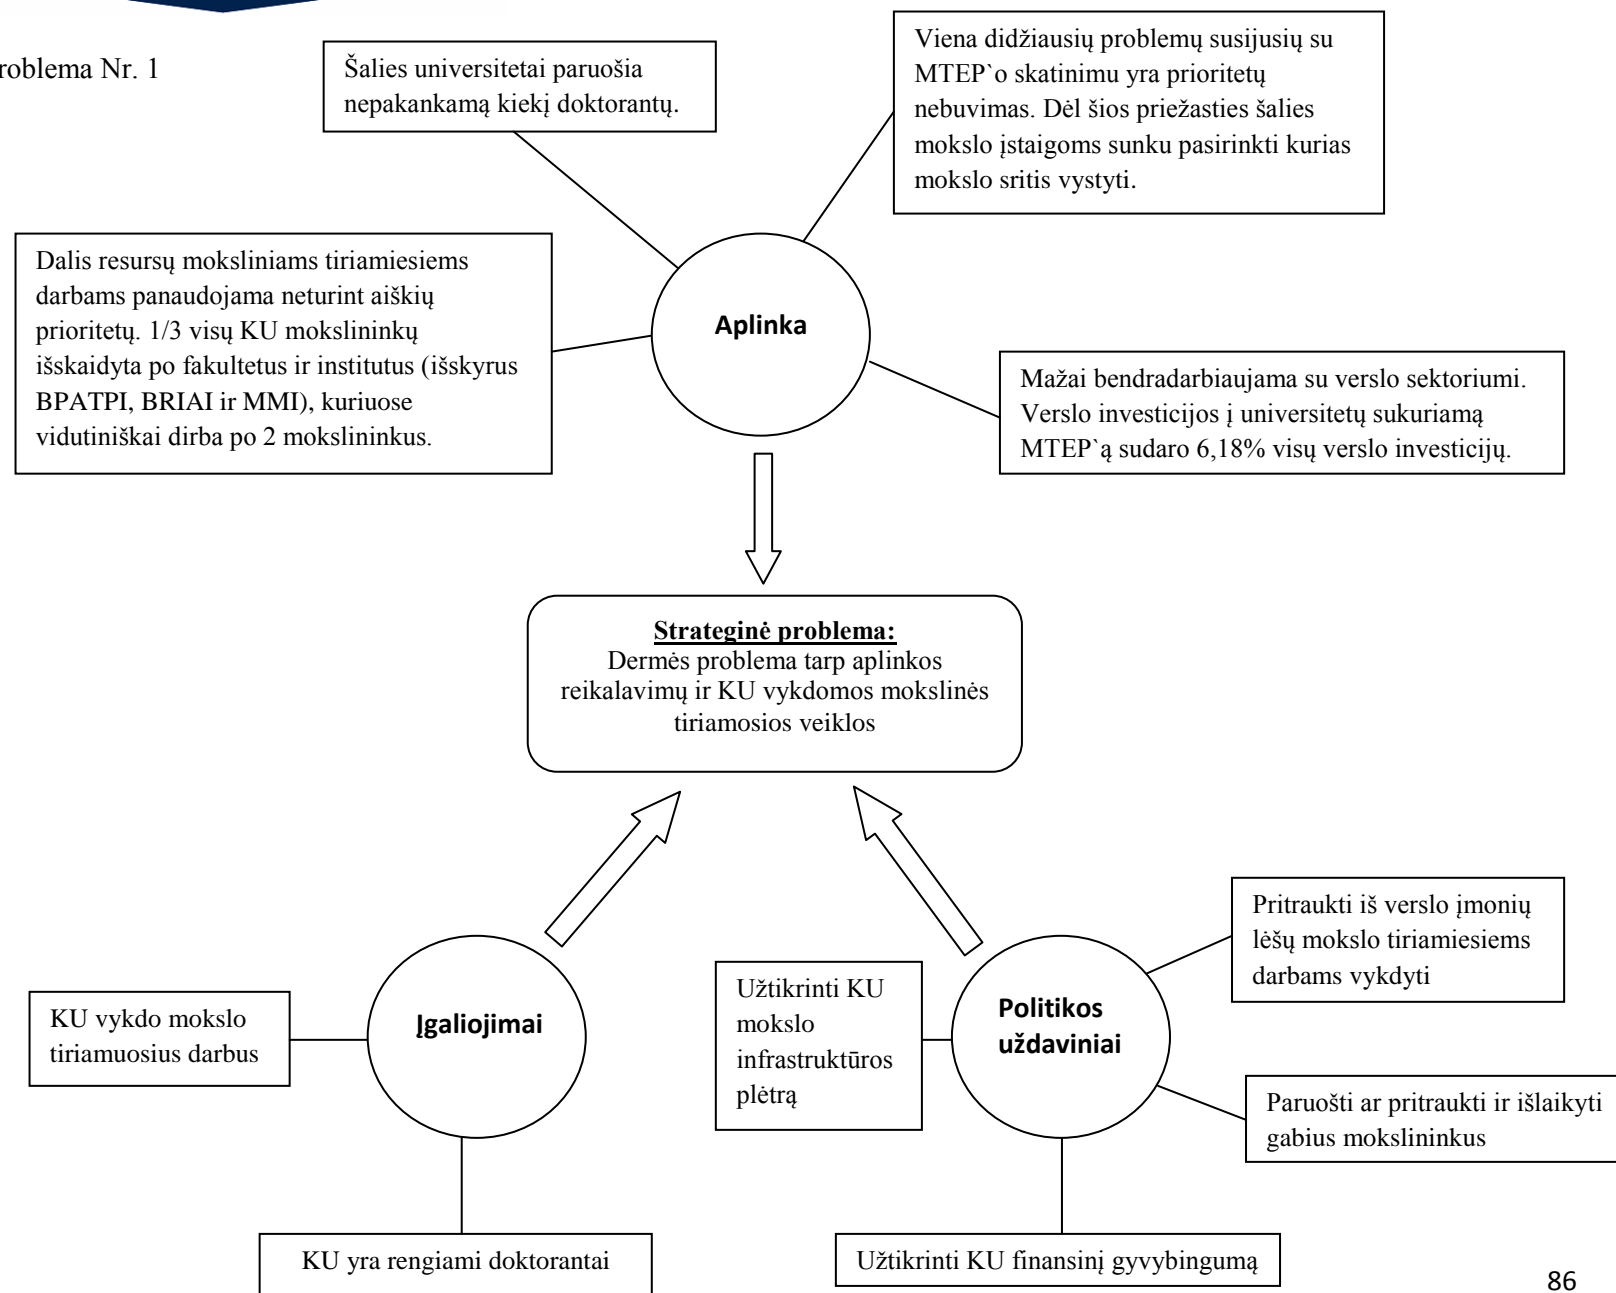 roblema Nr. 1
Šalies universitetai paruošia
nepakankamą kiekį doktorantų.
Viena didžiausių problemų susijusių su
MTEP`o skatinimu yra prioritetų
nebuvimas. Dėl šios priežasties šalies
mokslo įstaigoms sunku pasirinkti kurias
mokslo sritis vystyti.
Dalis resursų moksliniams tiriamiesiems
darbams panaudojama neturint aiškių
prioritetų. 1/3 visų KU mokslininkų
išskaidyta po fakultetus ir institutus (išskyrus
BPATPI, BRIAI ir MMI), kuriuose
vidutiniškai dirba po 2 mokslininkus.
Aplinka
Mažai bendradarbiaujama su verslo sektoriumi.
Verslo investicijos į universitetų sukuriamą
MTEP`ą sudaro 6,18% visų verslo investicijų.
Strateginė problema:
Dermės problema tarp aplinkos
reikalavimų ir KU vykdomos mokslinės
tiriamosios veiklos
KU vykdo mokslo
tiriamuosius darbus
Įgaliojimai
KU yra rengiami doktorantai
Užtikrinti KU
mokslo
infrastruktūros
plėtrą
Politikos
uždaviniai
Pritraukti iš verslo įmonių
lėšų mokslo tiriamiesiems
darbams vykdyti
Paruošti ar pritraukti ir išlaikyti
gabius mokslininkus
Užtikrinti KU finansinį gyvybingumą
86